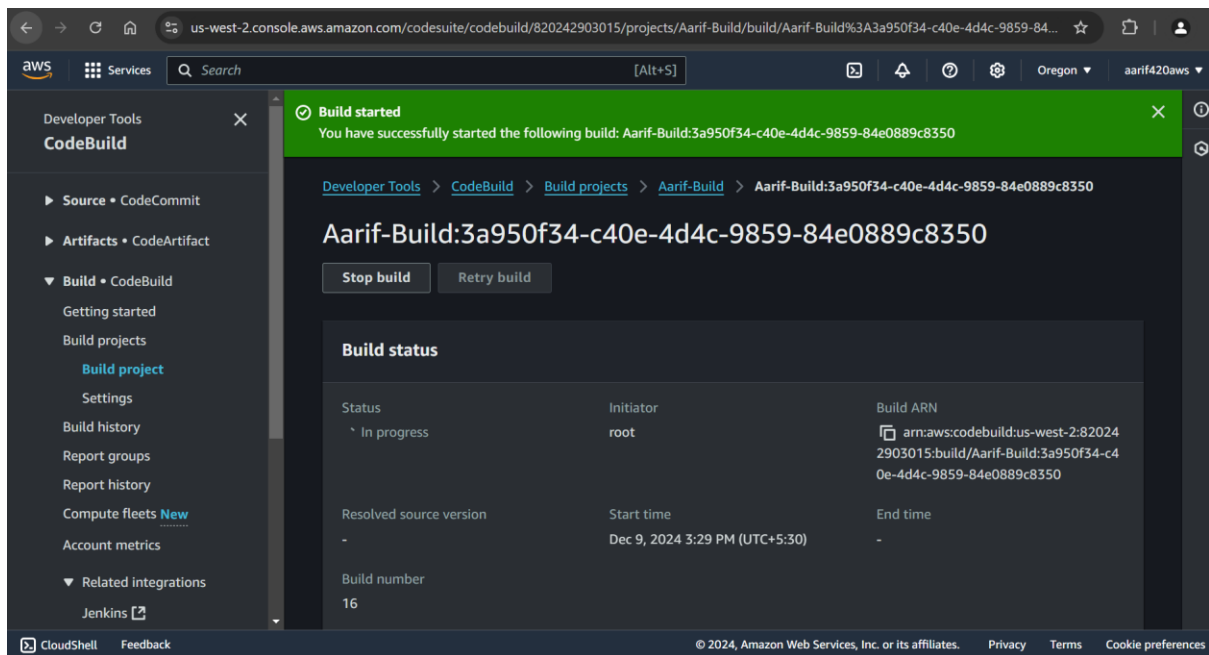 us-west-2.console.aws.amazon.com/codesuite/codebuild/820242903015/projects/Aarif-Build/build/Aarif-Build%3A3a950f34-c40e-4d4c-9859-84...
aws Services Search [Alt+S] Oregon ▼ aarif420aws ▼
Developer Tools
CodeBuild
Source • CodeCommit
Artifacts • CodeArtifact
Build • CodeBuild
Getting started
Build projects
Build project
Settings
Build history
Report groups
Report history
Compute fleets New
Account metrics
Related integrations
Jenkins
Build started
You have successfully started the following build: Aarif-Build:3a950f34-c40e-4d4c-9859-84e0889c8350
Developer Tools > CodeBuild > Build projects > Aarif-Build > Aarif-Build:3a950f34-c40e-4d4c-9859-84e0889c8350
Aarif-Build:3a950f34-c40e-4d4c-9859-84e0889c8350
Stop build Retry build
Build status
Status
In progress
Initiator
root
Build ARN
arn:aws:codebuild:us-west-2:82024
2903015:build/Aarif-Build:3a950f34-c4
0e-4d4c-9859-84e0889c8350
Resolved source version
-
Start time
Dec 9, 2024 3:29 PM (UTC+5:30)
End time
-
Build number
16
CloudShell Feedback © 2024, Amazon Web Services, Inc. or its affiliates. Privacy Terms Cookie preferences